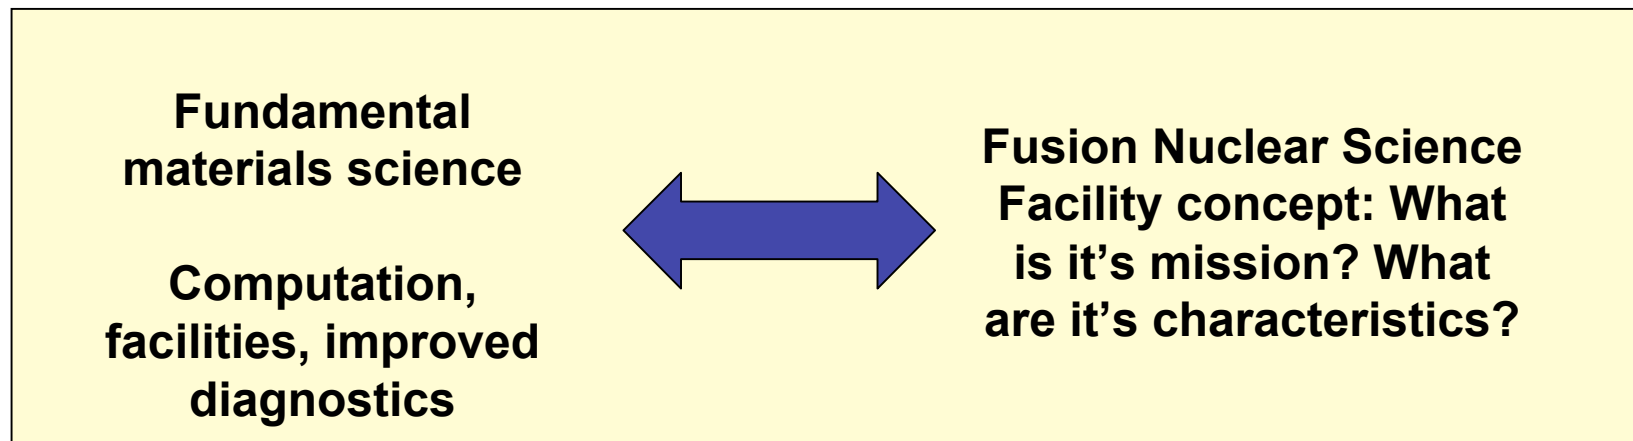 Fundamental
materials science
Computation,
facilities, improved
diagnostics
Fusion Nuclear Science
Facility concept: What
is it’s mission? What
are it’s characteristics?